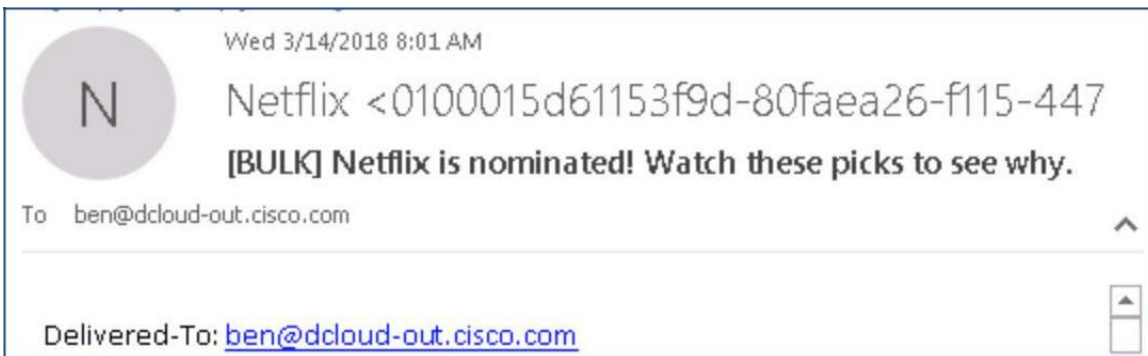 Wed 3/14/2018 8:01 AM
N
Netflix <0100015d61153f9d-80faea26-f115-447
[BULK] Netflix is nominated! Watch these picks to see why.
To ben@dcloud-out.cisco.com
Delivered-To: ben@dcloud-out.cisco.com